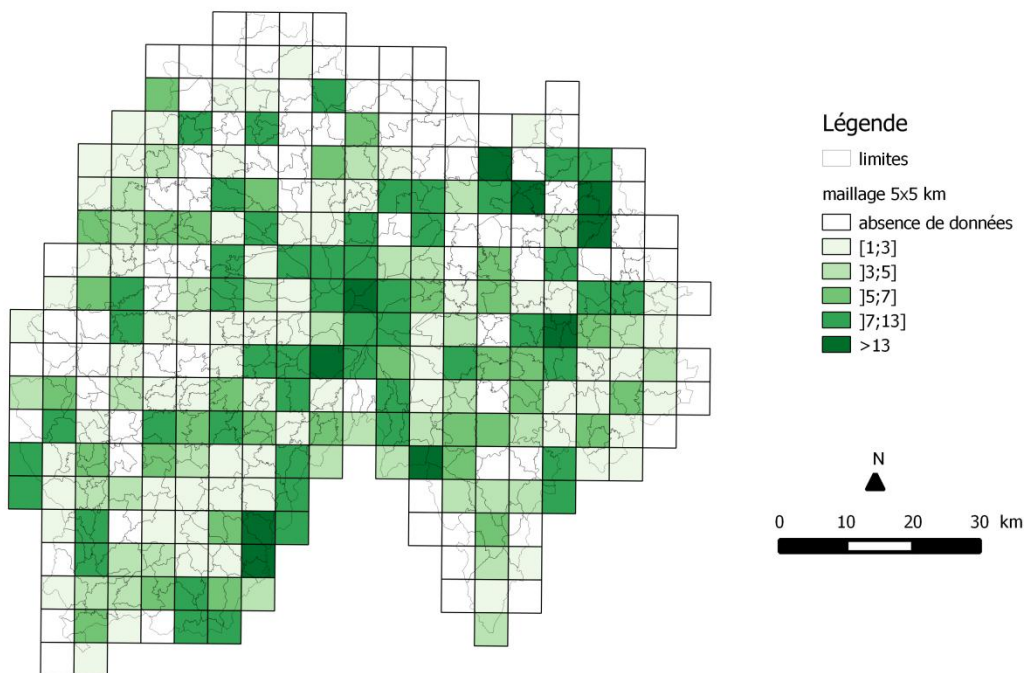 Légende
limites
maillage 5x5 km
absence de données
[1;3]
]3;5]
]5;7]
]7;13]
>13
N
0 10 20 30 km